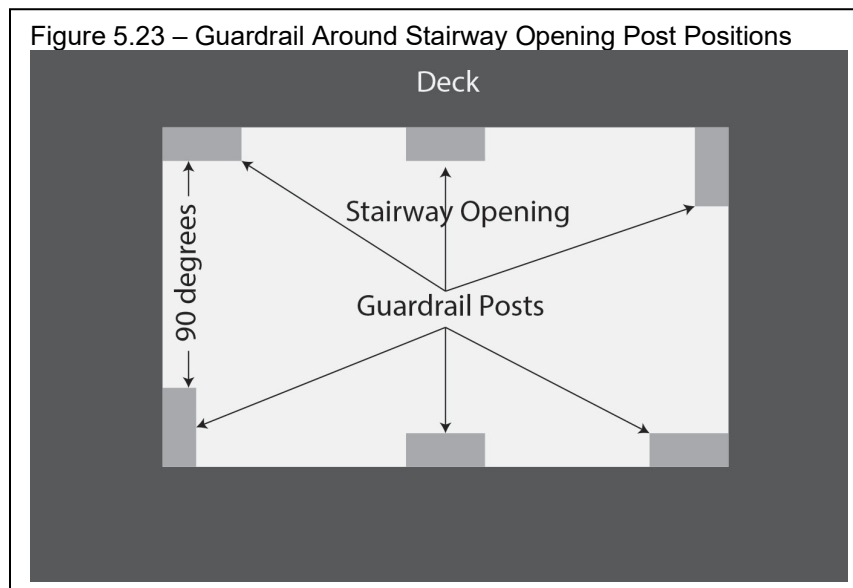 Figure 5.23 – Guardrail Around Stairway Opening Post Positions
Deck
90 degrees
Stairway Opening
Guardrail Posts